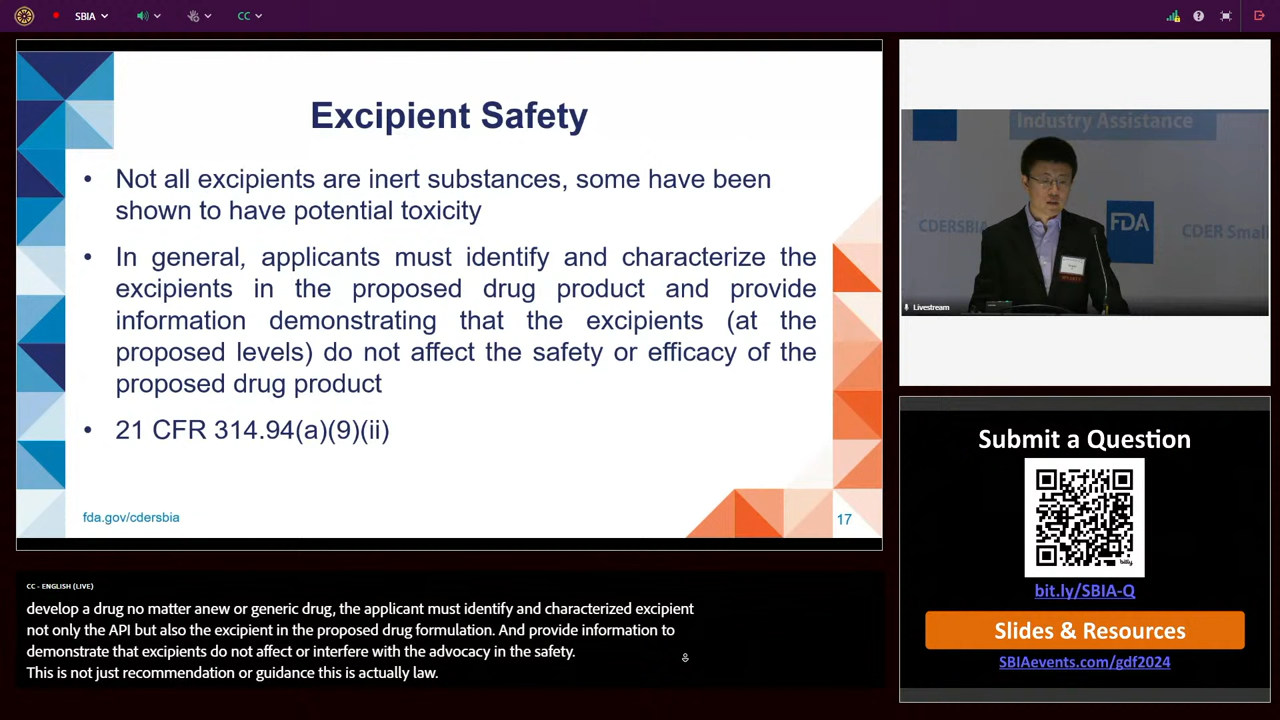 SBIA
CC
Excipient Safety
• Not all excipients are inert substances, some have been
shown to have potential toxicity
• In general, applicants must identify and characterize the
excipients in the proposed drug product and provide
information demonstrating that the excipients (at the
proposed levels) do not affect the safety or efficacy of the
proposed drug product
• 21 CFR 314.94(a)(9)(ii)
fda.gov/cdersbia
17
Industry Assistance
CDERSBIA
FDA
CDER Small
Livestream
Submit a Question
bitly
bit.ly/SBIA-Q
Slides & Resources
SBIAevents.com/gdf2024
CC - ENGLISH (LIVE)
develop a drug no matter anew or generic drug, the applicant must identify and characterized excipient
not only the API but also the excipient in the proposed drug formulation. And provide information to
demonstrate that excipients do not affect or interfere with the advocacy in the safety.
This is not just recommendation or guidance this is actually law.